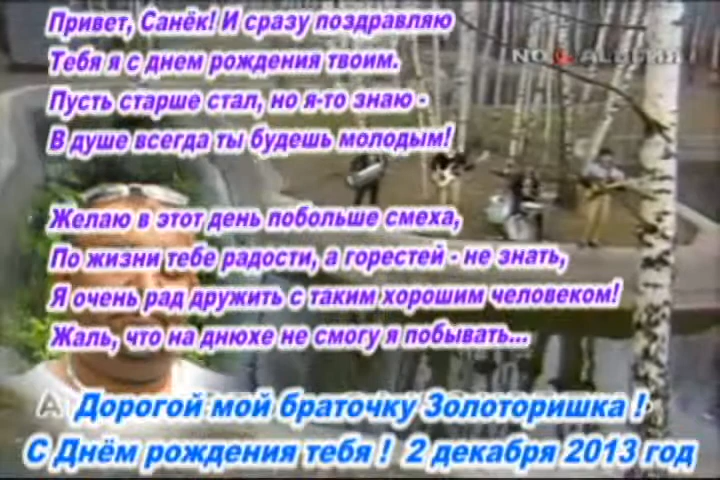 Привет, Санёк! И сразу поздравляю
Тебя я с днем рождения твоим.
Пусть старше стал, но я-то знаю -
В душе всегда ты будешь молодым!
Желаю в этот день побольше смеха,
По жизни тебе радости, а горестей - не знать,
Я очень рад дружить с таким хорошим человеком!
Жаль, что на днюхе не смогу я побывать...
А Дорогой мой браточку Золоторишка !
С Днём рождения тебя ! 2 декабря 2013 год